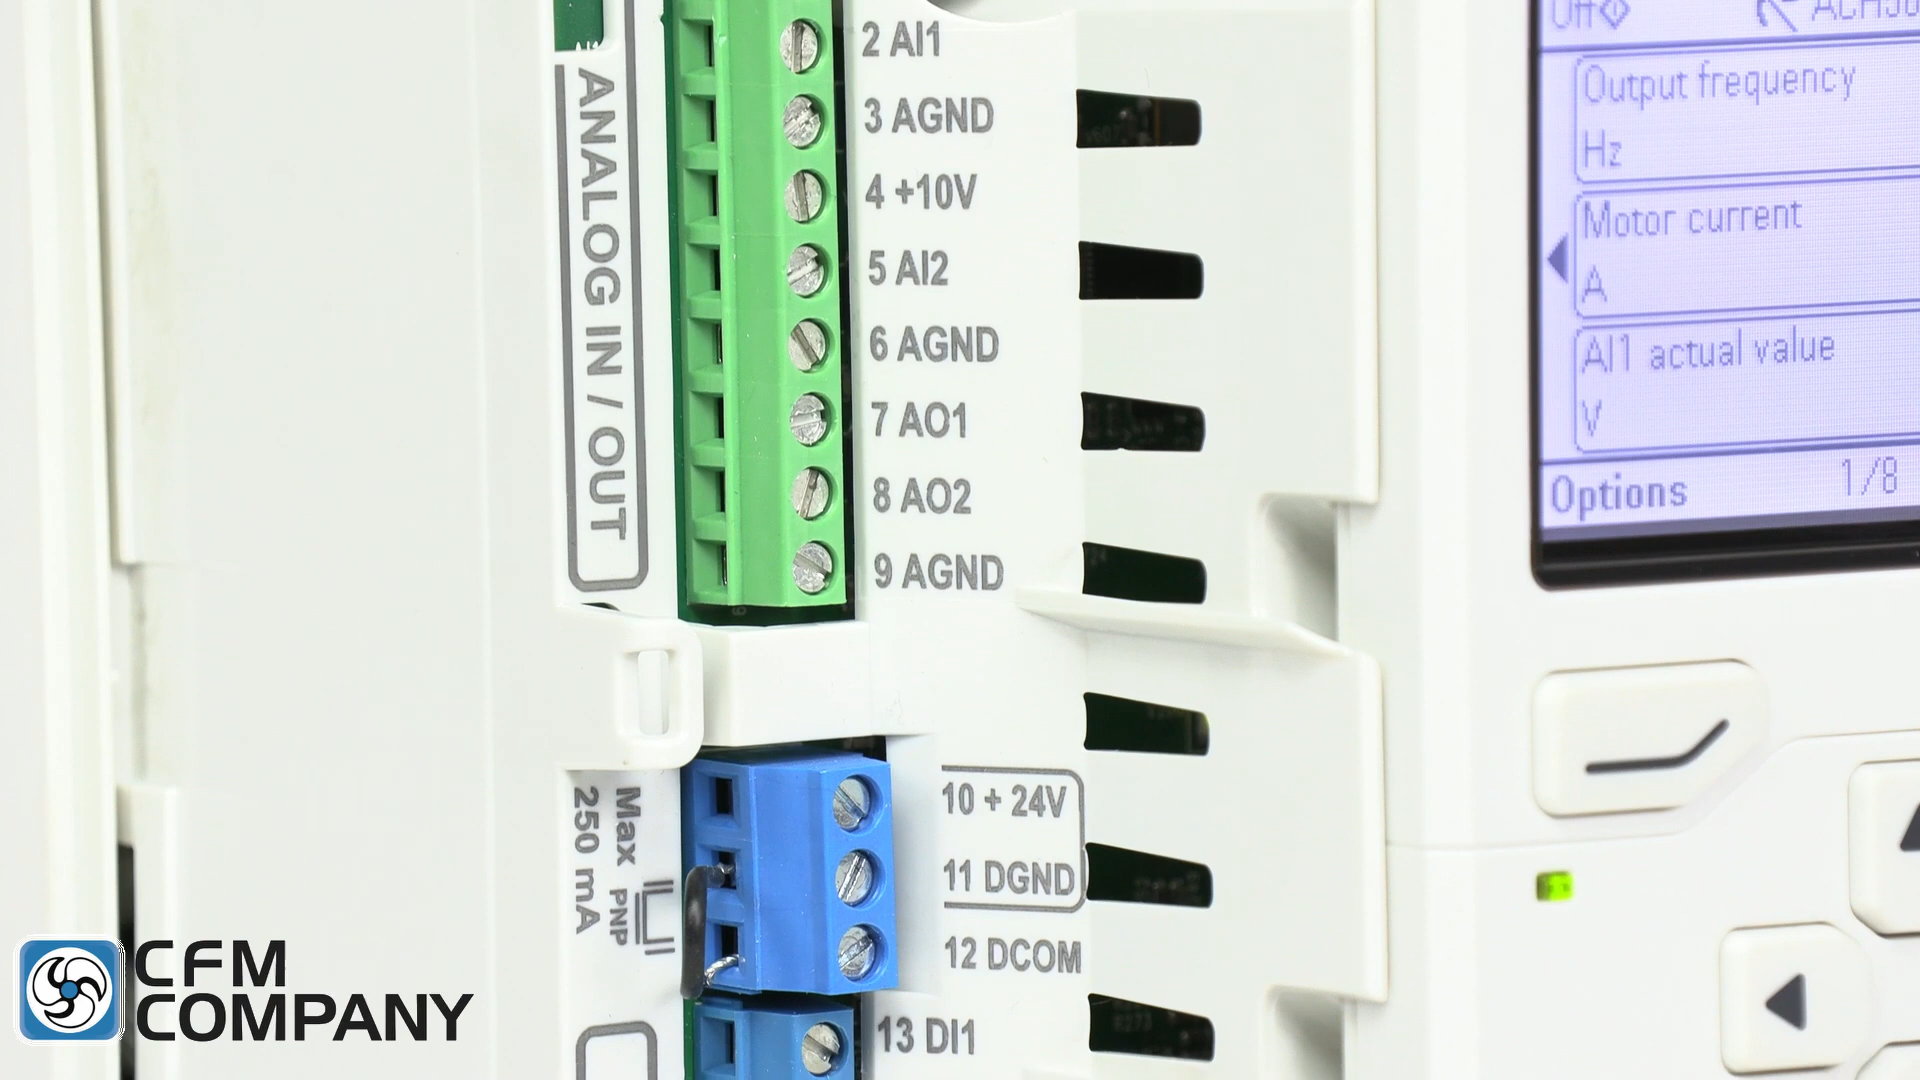 2 AI1
3 AGND
4 +10V
5 AI2
6 AGND
7 AO1
8 AO2
9 AGND
ANALOG IN / OUT
10 + 24V
11 DGND
12 DCOM
13 DI1
Max
250 mA
PNP
Off
Output frequency
Hz
Motor current
A
AI1 actual value
V
Options 1/8
CFM
COMPANY